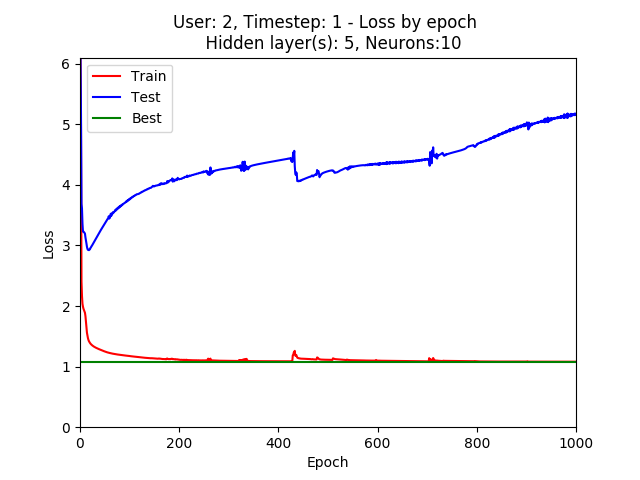 User: 2, Timestep: 1 - Loss by epoch
Hidden layer(s): 5, Neurons:10
Train
Test
Best
Loss
6
5
4
3
2
1
0
0 200 400 600 800 1000
Epoch